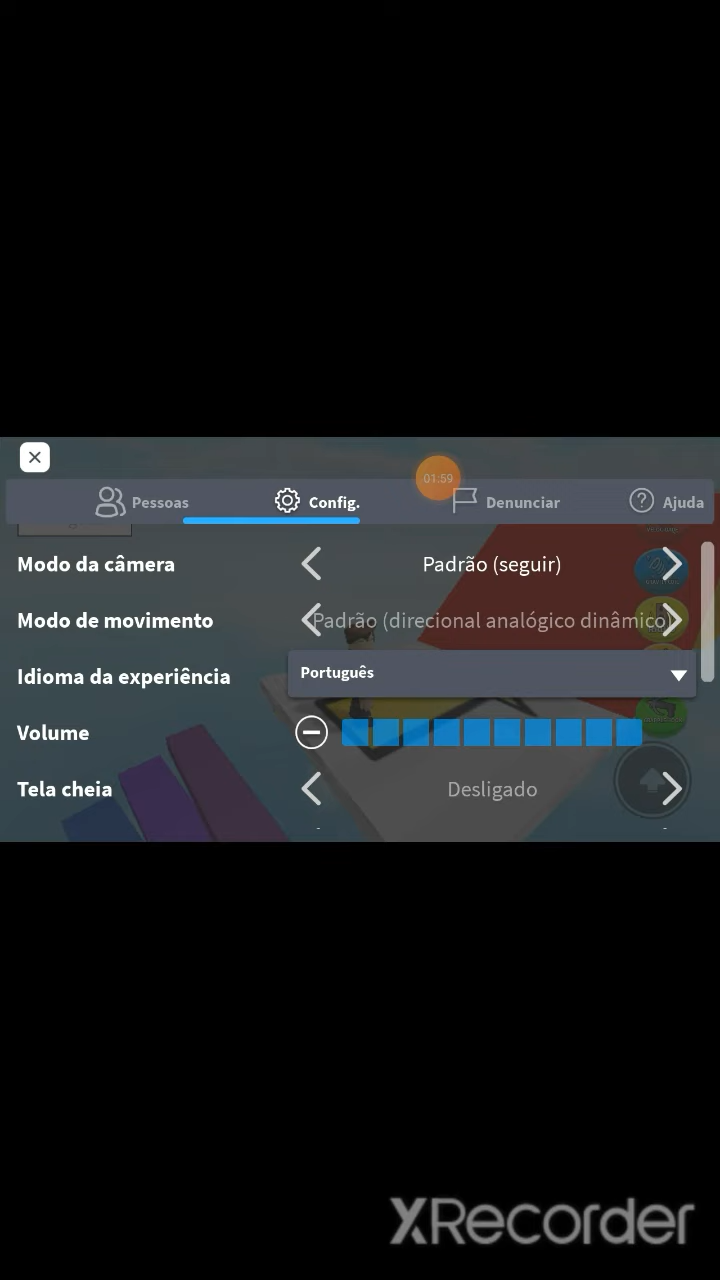 01:59
Pessoas
Config.
Denunciar
Ajuda
Modo da câmera
Padrão (seguir)
Modo de movimento
Padrão (direcional analógico dinâmico)
Idioma da experiência
Português
Volume
Tela cheia
Desligado
XRecorder